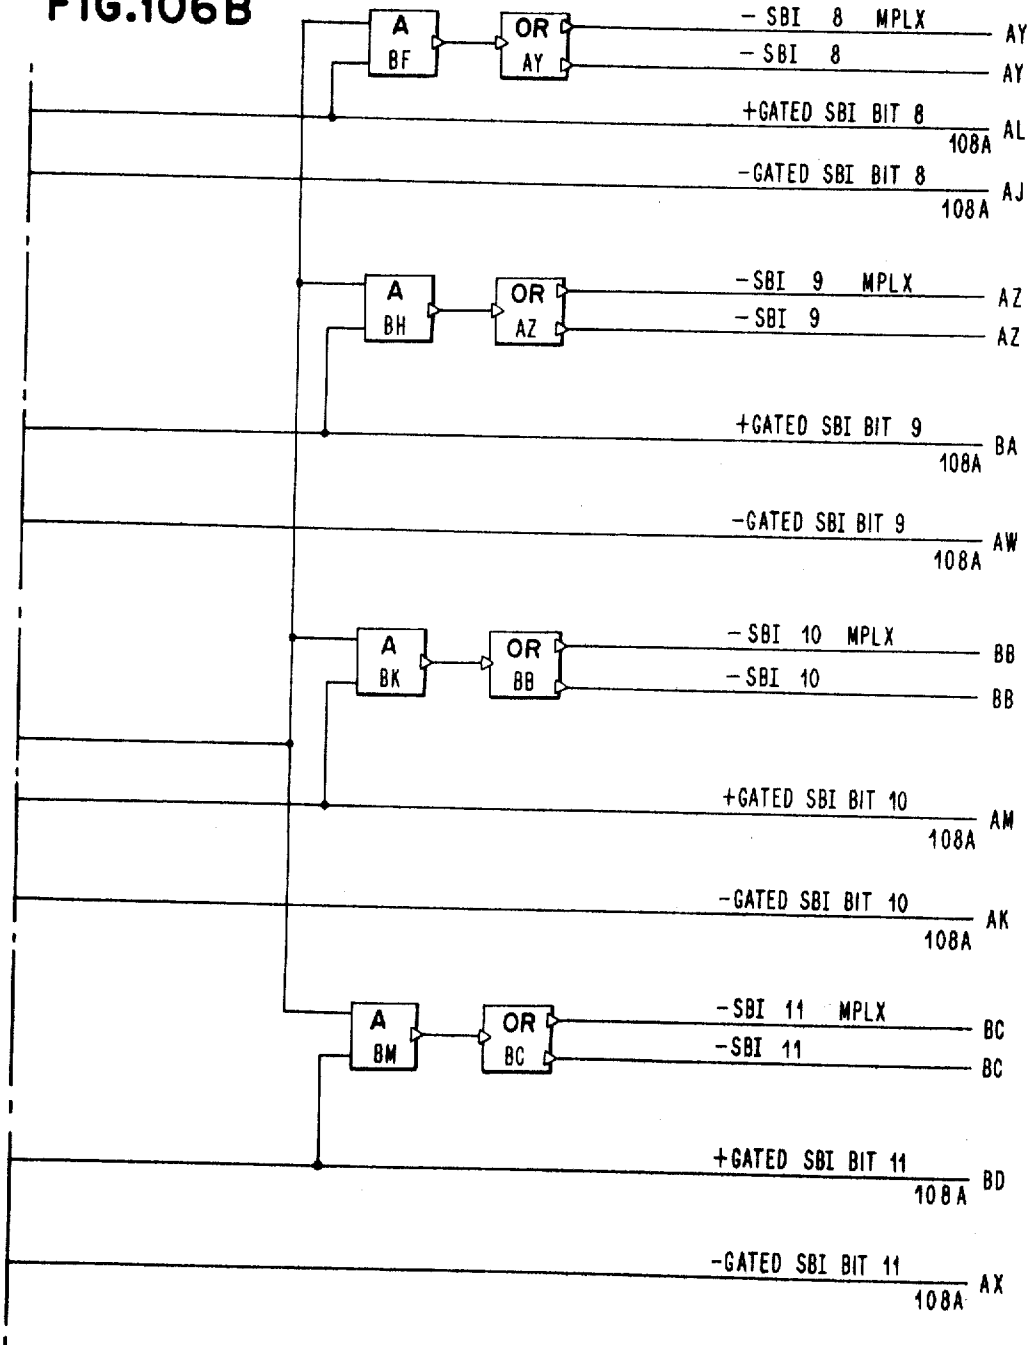 FIG.106B
A
BF
OR
AY
- SBI 8 MPLX
AY
- SBI 8
AY
+GATED SBI BIT 8
AL
108A
-GATED SBI BIT 8
AJ
108A
A
BH
OR
AZ
-SBI 9 MPLX
AZ
-SBI 9
AZ
+GATED SBI BIT 9
BA
108A
-GATED SBI BIT 9
AW
108A
A
BK
OR
BB
-SBI 10 MPLX
BB
-SBI 10
BB
+GATED SBI BIT 10
AM
108A
-GATED SBI BIT 10
AK
108A
A
BM
OR
BC
-SBI 11 MPLX
BC
-SBI 11
BC
+GATED SBI BIT 11
BD
108A
-GATED SBI BIT 11
AX
108A